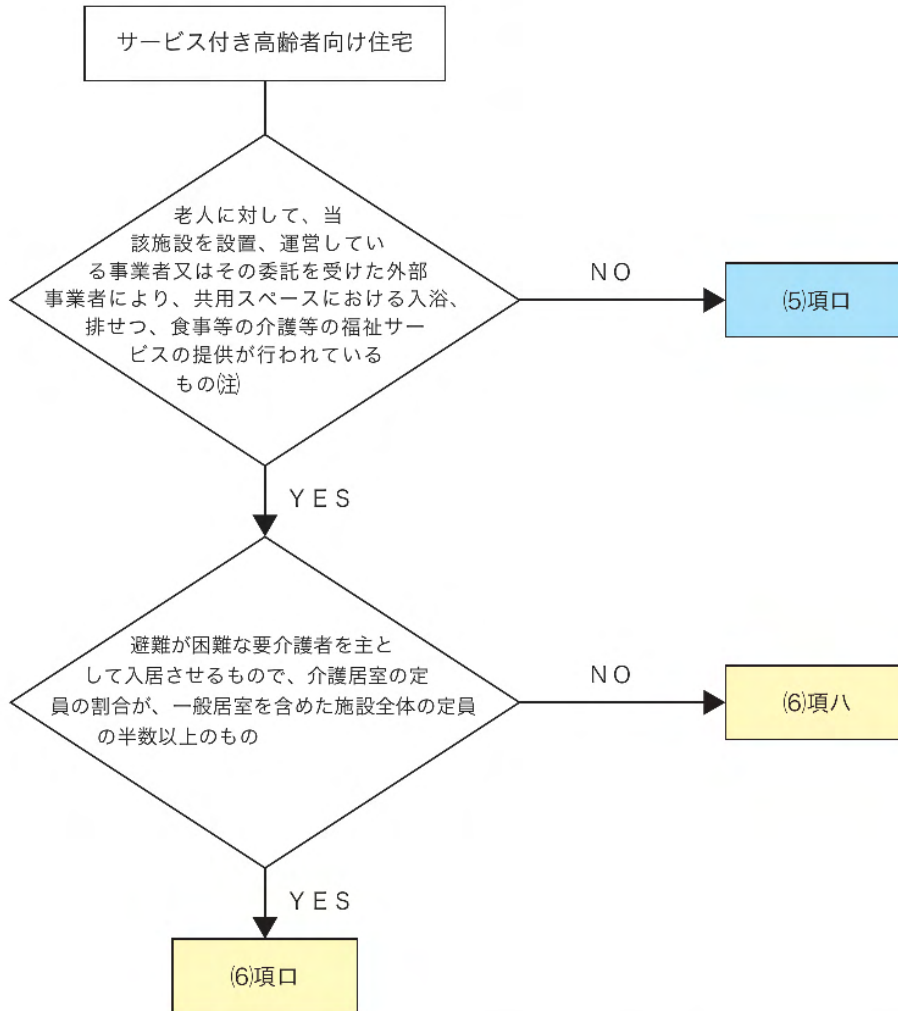 サービス付き高齢者向け住宅
老人に対して、当
該施設を設置、運営してい
る事業者又はその委託を受けた外部
事業者により、共用スペースにおける入浴、
排せつ、食事等の介護等の福祉サー
ビスの提供が行われている
もの(注)
NO
(5)項ロ
YES
避難が困難な要介護者を主と
して入居させるもので、介護居室の定
員の割合が、一般居室を含めた施設全体の定員
の半数以上のもの
NO
(6)項ハ
YES
(6)項ロ